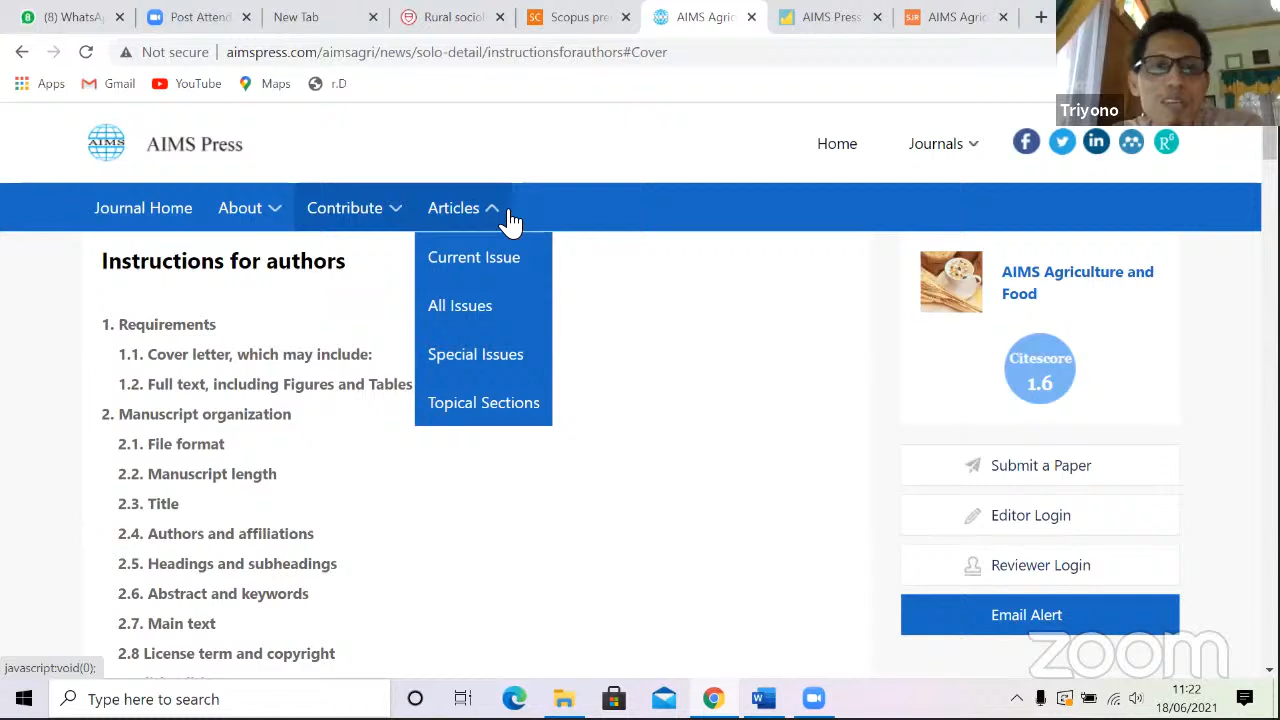 (8) WhatsA
Post Attend
New Tab
Rural sociol
SC
Scopus pre
AIMS Agric
AIMS Press
SJR
AIMS Agric
Not secure
aimspress.com/aimsagri/news/solo-detail/instructionsforauthors#Cover
Apps
Gmail
YouTube
Maps
r.D
Triyono
AIMS
AIMS Press
Home
Journals
Journal Home
About
Contribute
Articles
Current Issue
All Issues
Special Issues
Topical Sections
Instructions for authors
1. Requirements
1.1. Cover letter, which may include:
1.2. Full text, including Figures and Tables
2. Manuscript organization
2.1. File format
2.2. Manuscript length
2.3. Title
2.4. Authors and affiliations
2.5. Headings and subheadings
2.6. Abstract and keywords
2.7. Main text
2.8 License term and copyright
AIMS Agriculture and
Food
Citescore
1.6
Submit a Paper
Editor Login
Reviewer Login
Email Alert
zoom
javascript:void(0);
Type here to search
11:22
18/06/2021